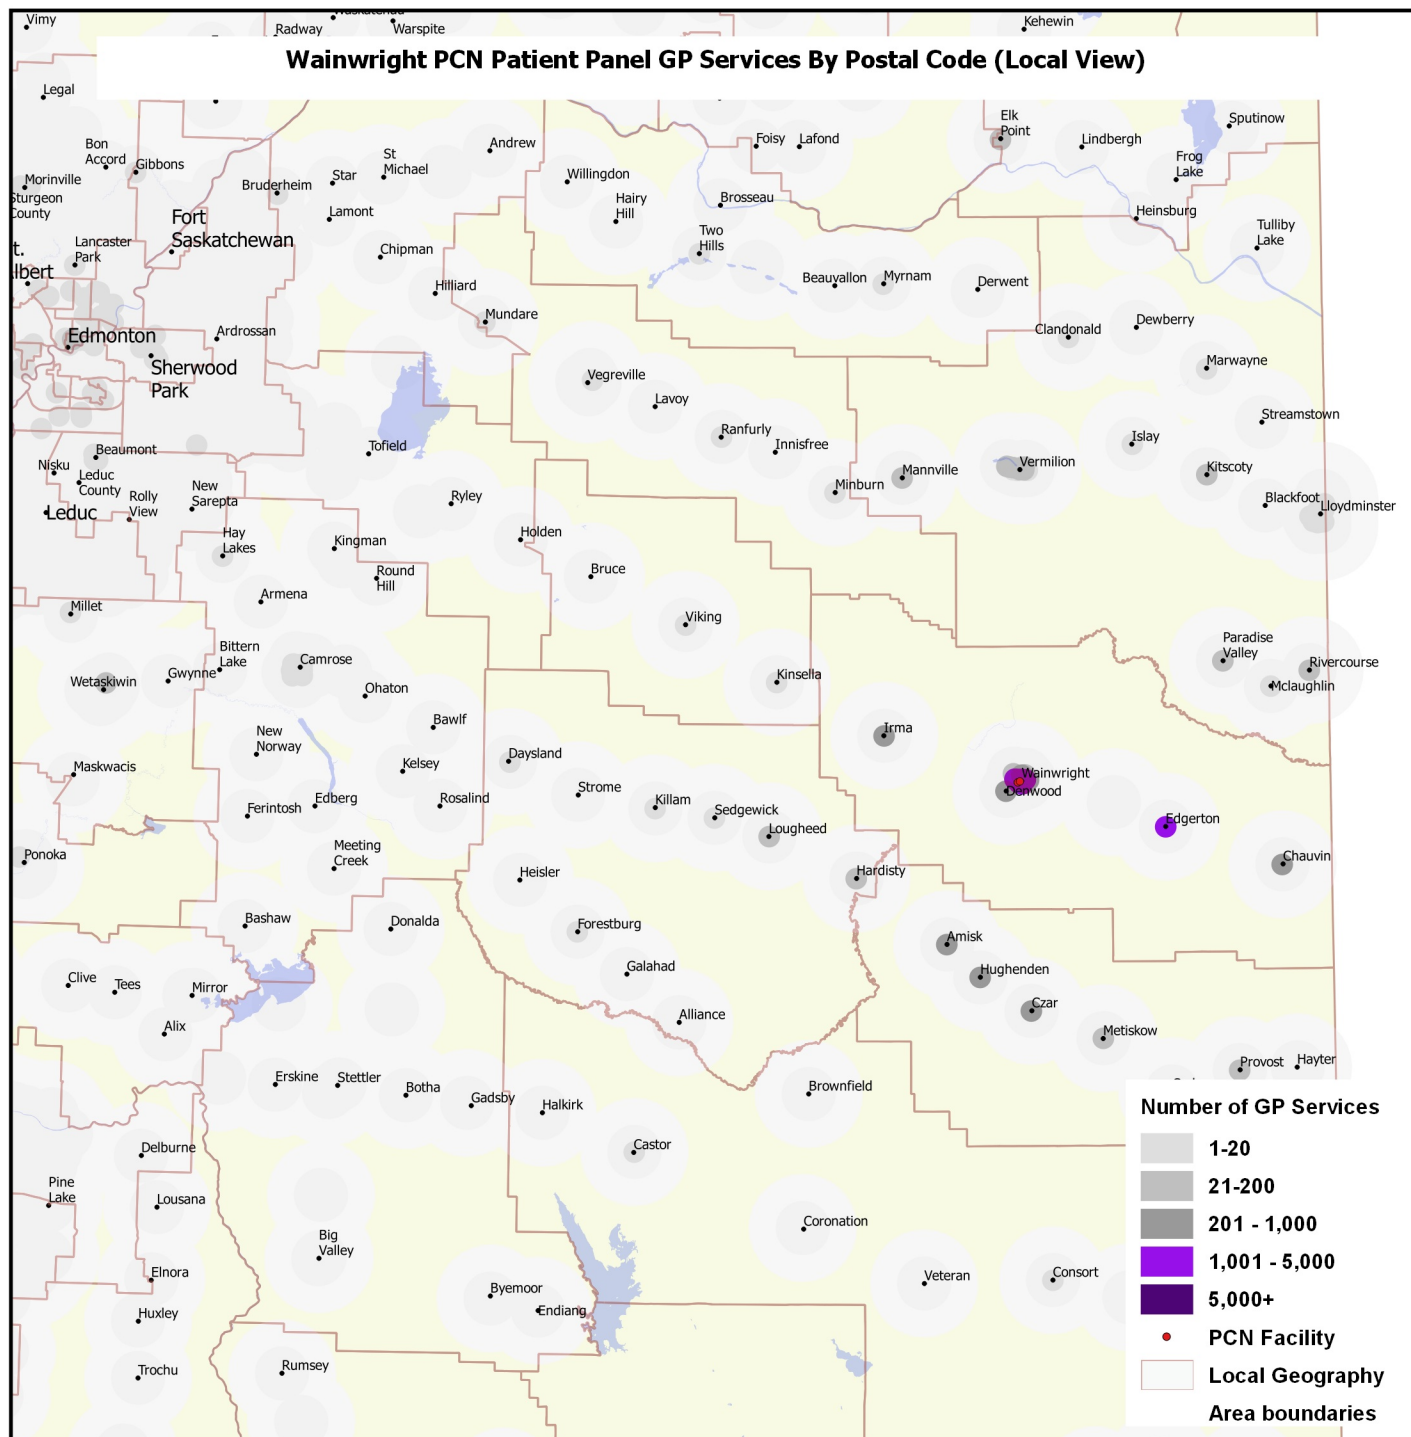 Vimy
Radway
Warspite
Kehewin
Wainwright PCN Patient Panel GP Services By Postal Code (Local View)
Legal
Elk
Point
Sputinow
Foisy
Lafond
Lindbergh
Bon
Accord
Gibbons
Andrew
St
Michael
Frog
Lake
Morinville
Bruderheim
Star
Willingdon
Sturgeon
County
Hairy
Hill
Brosseau
Fort
Saskatchewan
Lamont
Heinsburg
Tulliby
Lake
Lancaster
Park
Chipman
Two
Hills
t.
lbert
Beauvallon
Myrnam
Derwent
Hilliard
Mundare
Clandonald
Dewberry
Edmonton
Ardrossan
Sherwood
Park
Marwayne
Vegreville
Lavoy
Streamstown
Ranfurly
Innisfree
Islay
Tofield
Beaumont
Nisku
Leduc
County
Rolly
View
New
Sarepta
Mannville
Vermilion
Kitscoty
Minburn
Ryley
Blackfoot
Lloydminster
Leduc
Hay
Lakes
Kingman
Holden
Round
Hill
Bruce
Armena
Millet
Viking
Bittern
Lake
Camrose
Paradise
Valley
Rivercourse
Wetaskiwin
Gwynne
Ohaton
Kinsella
Mclaughlin
New
Norway
Bawlf
Irma
Maskwacis
Kelsey
Daysland
Wainwright
Denwood
Strome
Edberg
Rosalind
Ferintosh
Killam
Sedgewick
Lougheed
Edgerton
Ponoka
Meeting
Creek
Heisler
Hardisty
Chauvin
Bashaw
Donalda
Forestburg
Amisk
Clive
Tees
Mirror
Galahad
Hughenden
Alix
Alliance
Czar
Metiskow
Erskine
Stettler
Botha
Gadsby
Halkirk
Brownfield
Provost
Hayter
Delburne
Castor
Pine
Lake
Lousana
Big
Valley
Coronation
Elnora
Byemoor
Endiang
Veteran
Consort
Huxley
Trochu
Rumsey
Number of GP Services
1-20
21-200
201 - 1,000
1,001 - 5,000
5,000+
PCN Facility
Local Geography
Area boundaries